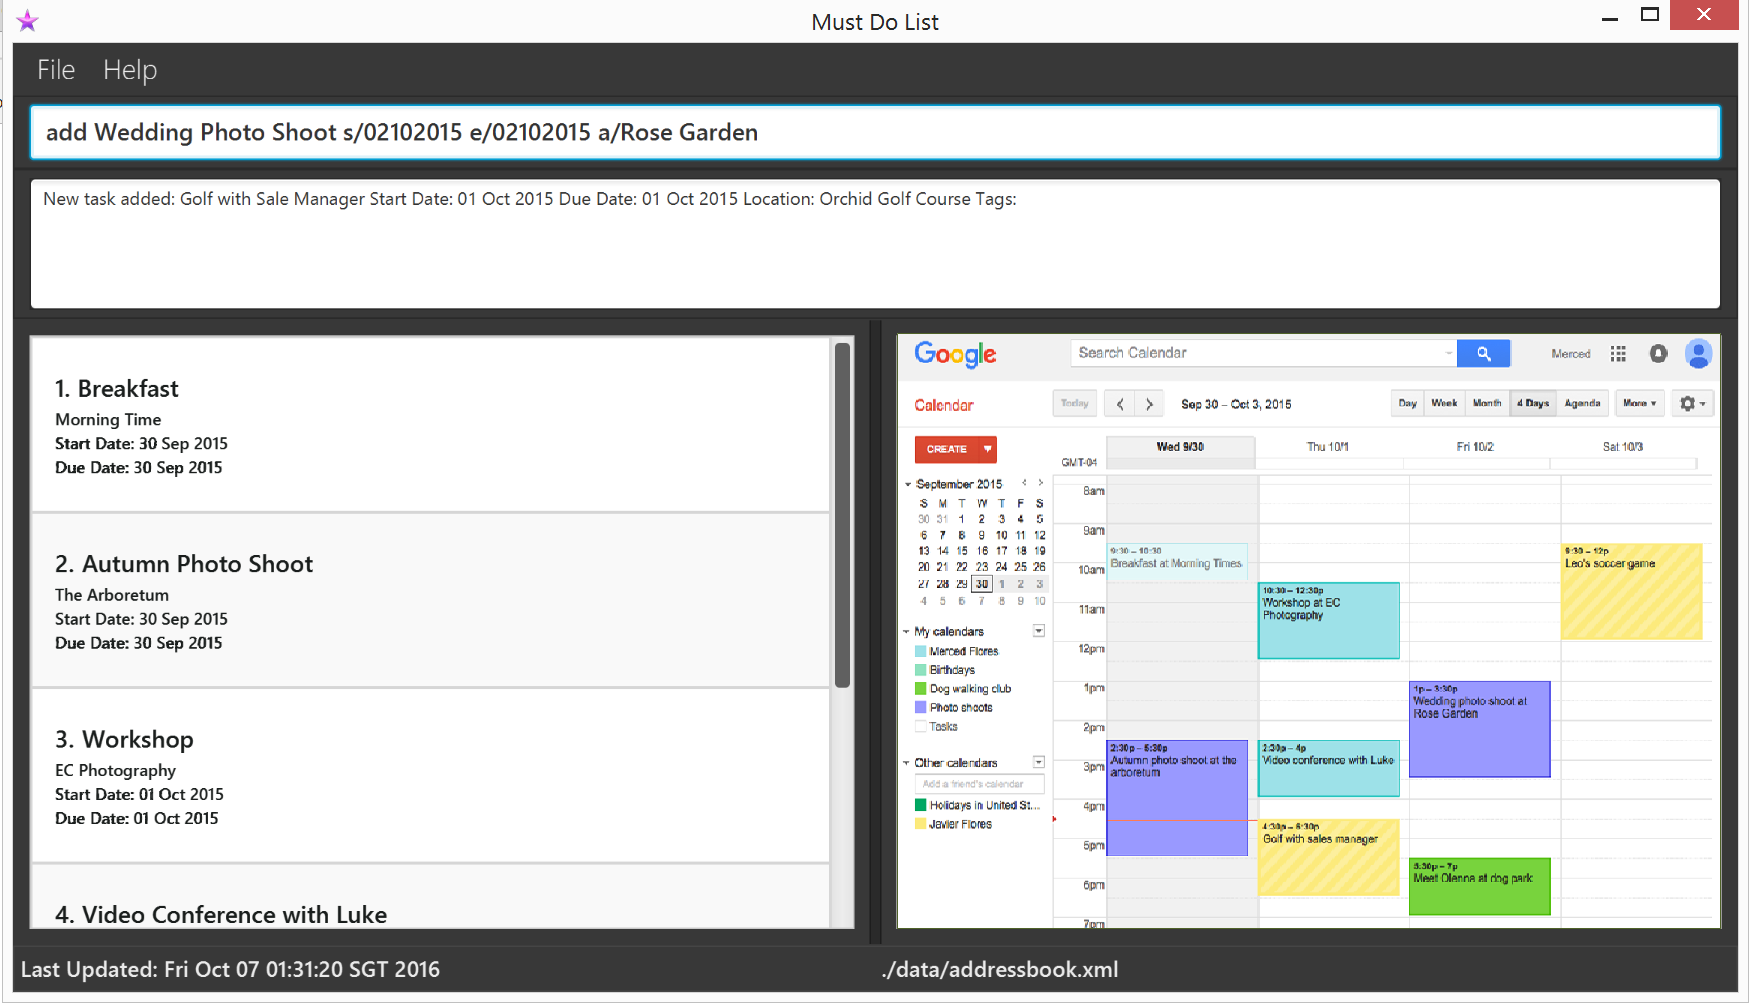 Must Do List
File Help
add Wedding Photo Shoot s/02102015 e/02102015 a/Rose Garden
New task added: Golf with Sale Manager Start Date: 01 Oct 2015 Due Date: 01 Oct 2015 Location: Orchid Golf Course Tags:
1. Breakfast
Morning Time
Start Date: 30 Sep 2015
Due Date: 30 Sep 2015
2. Autumn Photo Shoot
The Arboretum
Start Date: 30 Sep 2015
Due Date: 30 Sep 2015
3. Workshop
EC Photography
Start Date: 01 Oct 2015
Due Date: 01 Oct 2015
4. Video Conference with Luke
Google
Search Calendar
Merced
Calendar
Today
Sep 30 – Oct 3, 2015
Day Week Month 4 Days Agenda
More
CREATE
September 2015
S M T W T F S
30 31 1 2 3 4 5
6 7 8 9 10 11 12
13 14 15 16 17 18 19
20 21 22 23 24 25 26
27 28 29 30 1 2 3
4 5 6 7 8 9 10
My calendars
Merced Flores
Birthdays
Dog walking club
Photo shoots
Tasks
Other calendars
Add a friend's calendar
Holidays in United St...
Javier Flores
GMT-04
Wed 9/30
Thu 10/1
Fri 10/2
Sat 10/3
8am
9am
10am
11am
12pm
1pm
2pm
3pm
4pm
5pm
6pm
7pm
9:30 – 10:30
Breakfast at Morning Times
2:30p – 5:30p
Autumn photo shoot at the
arboretum
10:30 – 12:30p
Workshop at EC
Photography
2:30p – 4p
Video conference with Luke
4:30p – 6:30p
Golf with sales manager
1p – 3:30p
Wedding photo shoot at
Rose Garden
5:30p – 7p
Meet Olenna at dog park
9:30 – 12p
Leo's soccer game
Last Updated: Fri Oct 07 01:31:20 SGT 2016
./data/addressbook.xml